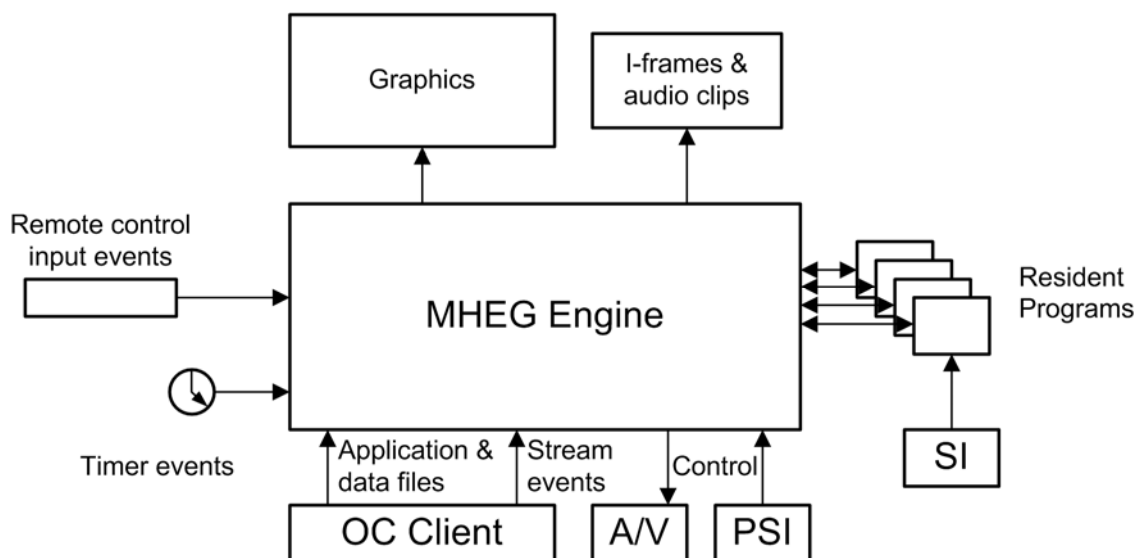 Graphics
I-frames &
audio clips
Remote control
input events
MHEG Engine
Resident
Programs
Timer events
Application &
data files
Stream
events
Control
SI
OC Client
A/V
PSI